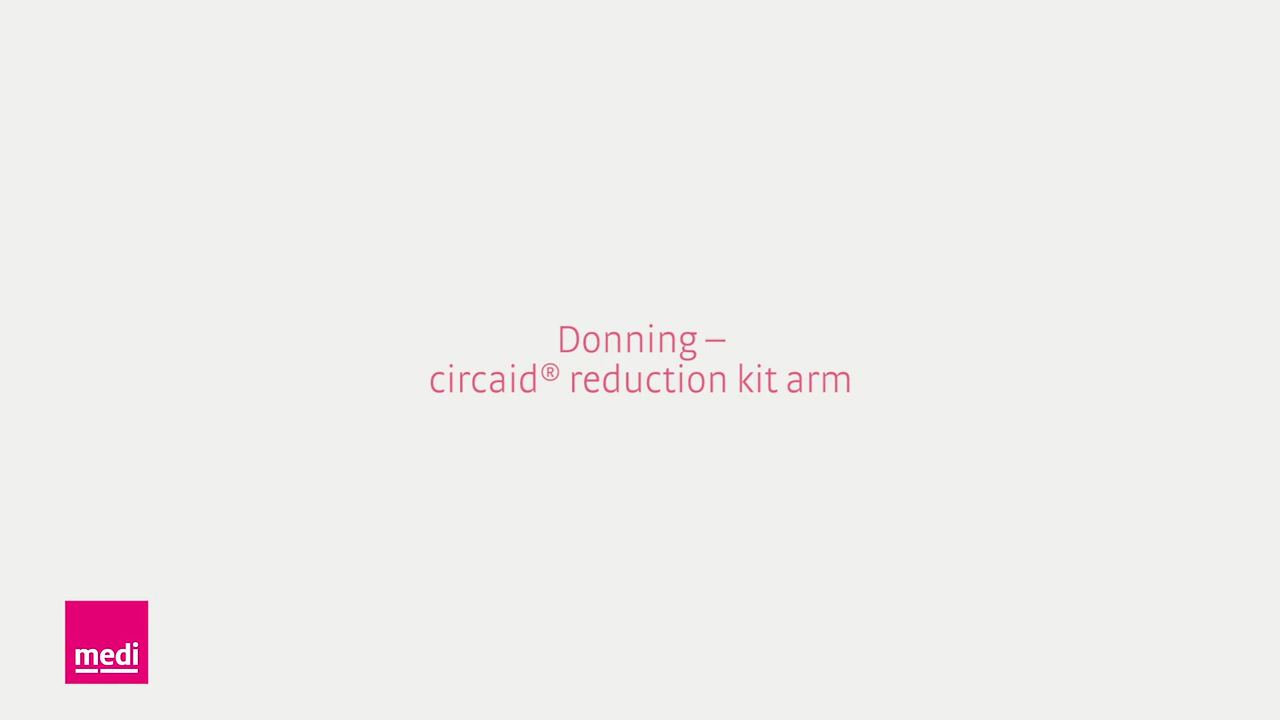 Donning –
circaid® reduction kit arm
medi